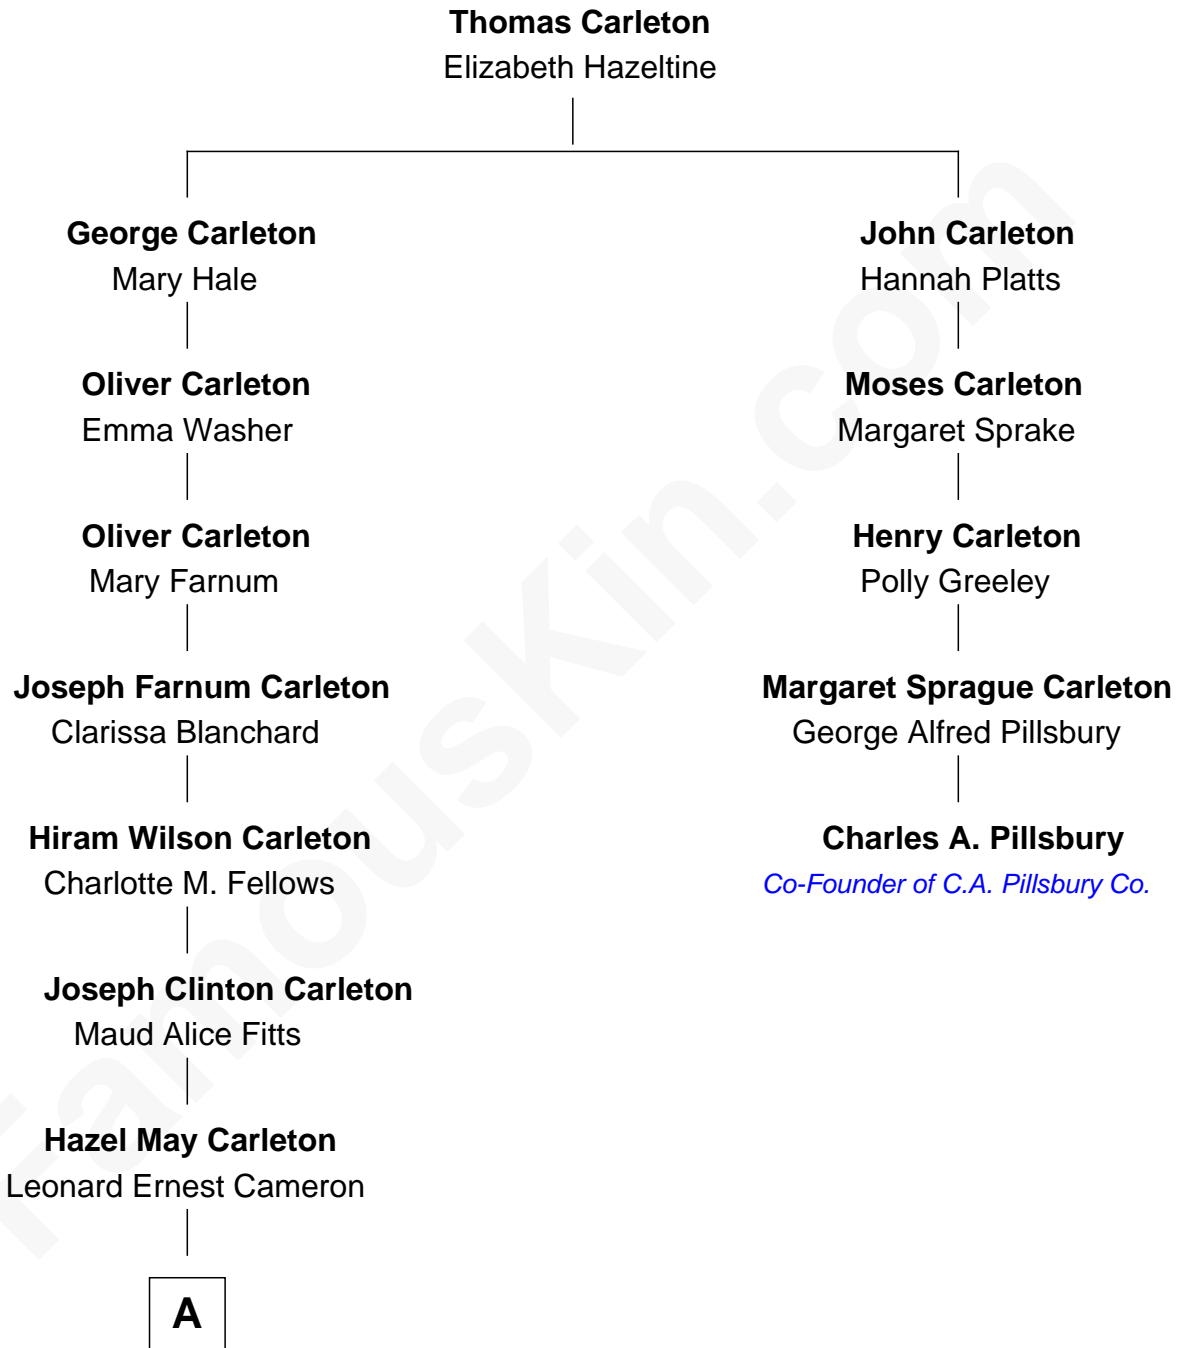 Thomas Carleton
Elizabeth Hazeltine
George Carleton
Mary Hale
John Carleton
Hannah Platts
Oliver Carleton
Emma Washer
Moses Carleton
Margaret Sprake
Oliver Carleton
Mary Farnum
Henry Carleton
Polly Greeley
Joseph Farnum Carleton
Clarissa Blanchard
Margaret Sprague Carleton
George Alfred Pillsbury
Hiram Wilson Carleton
Charlotte M. Fellows
Charles A. Pillsbury
Co-Founder of C.A. Pillsbury Co.
Joseph Clinton Carleton
Maud Alice Fitts
Hazel May Carleton
Leonard Ernest Cameron
A
FamousKin.com